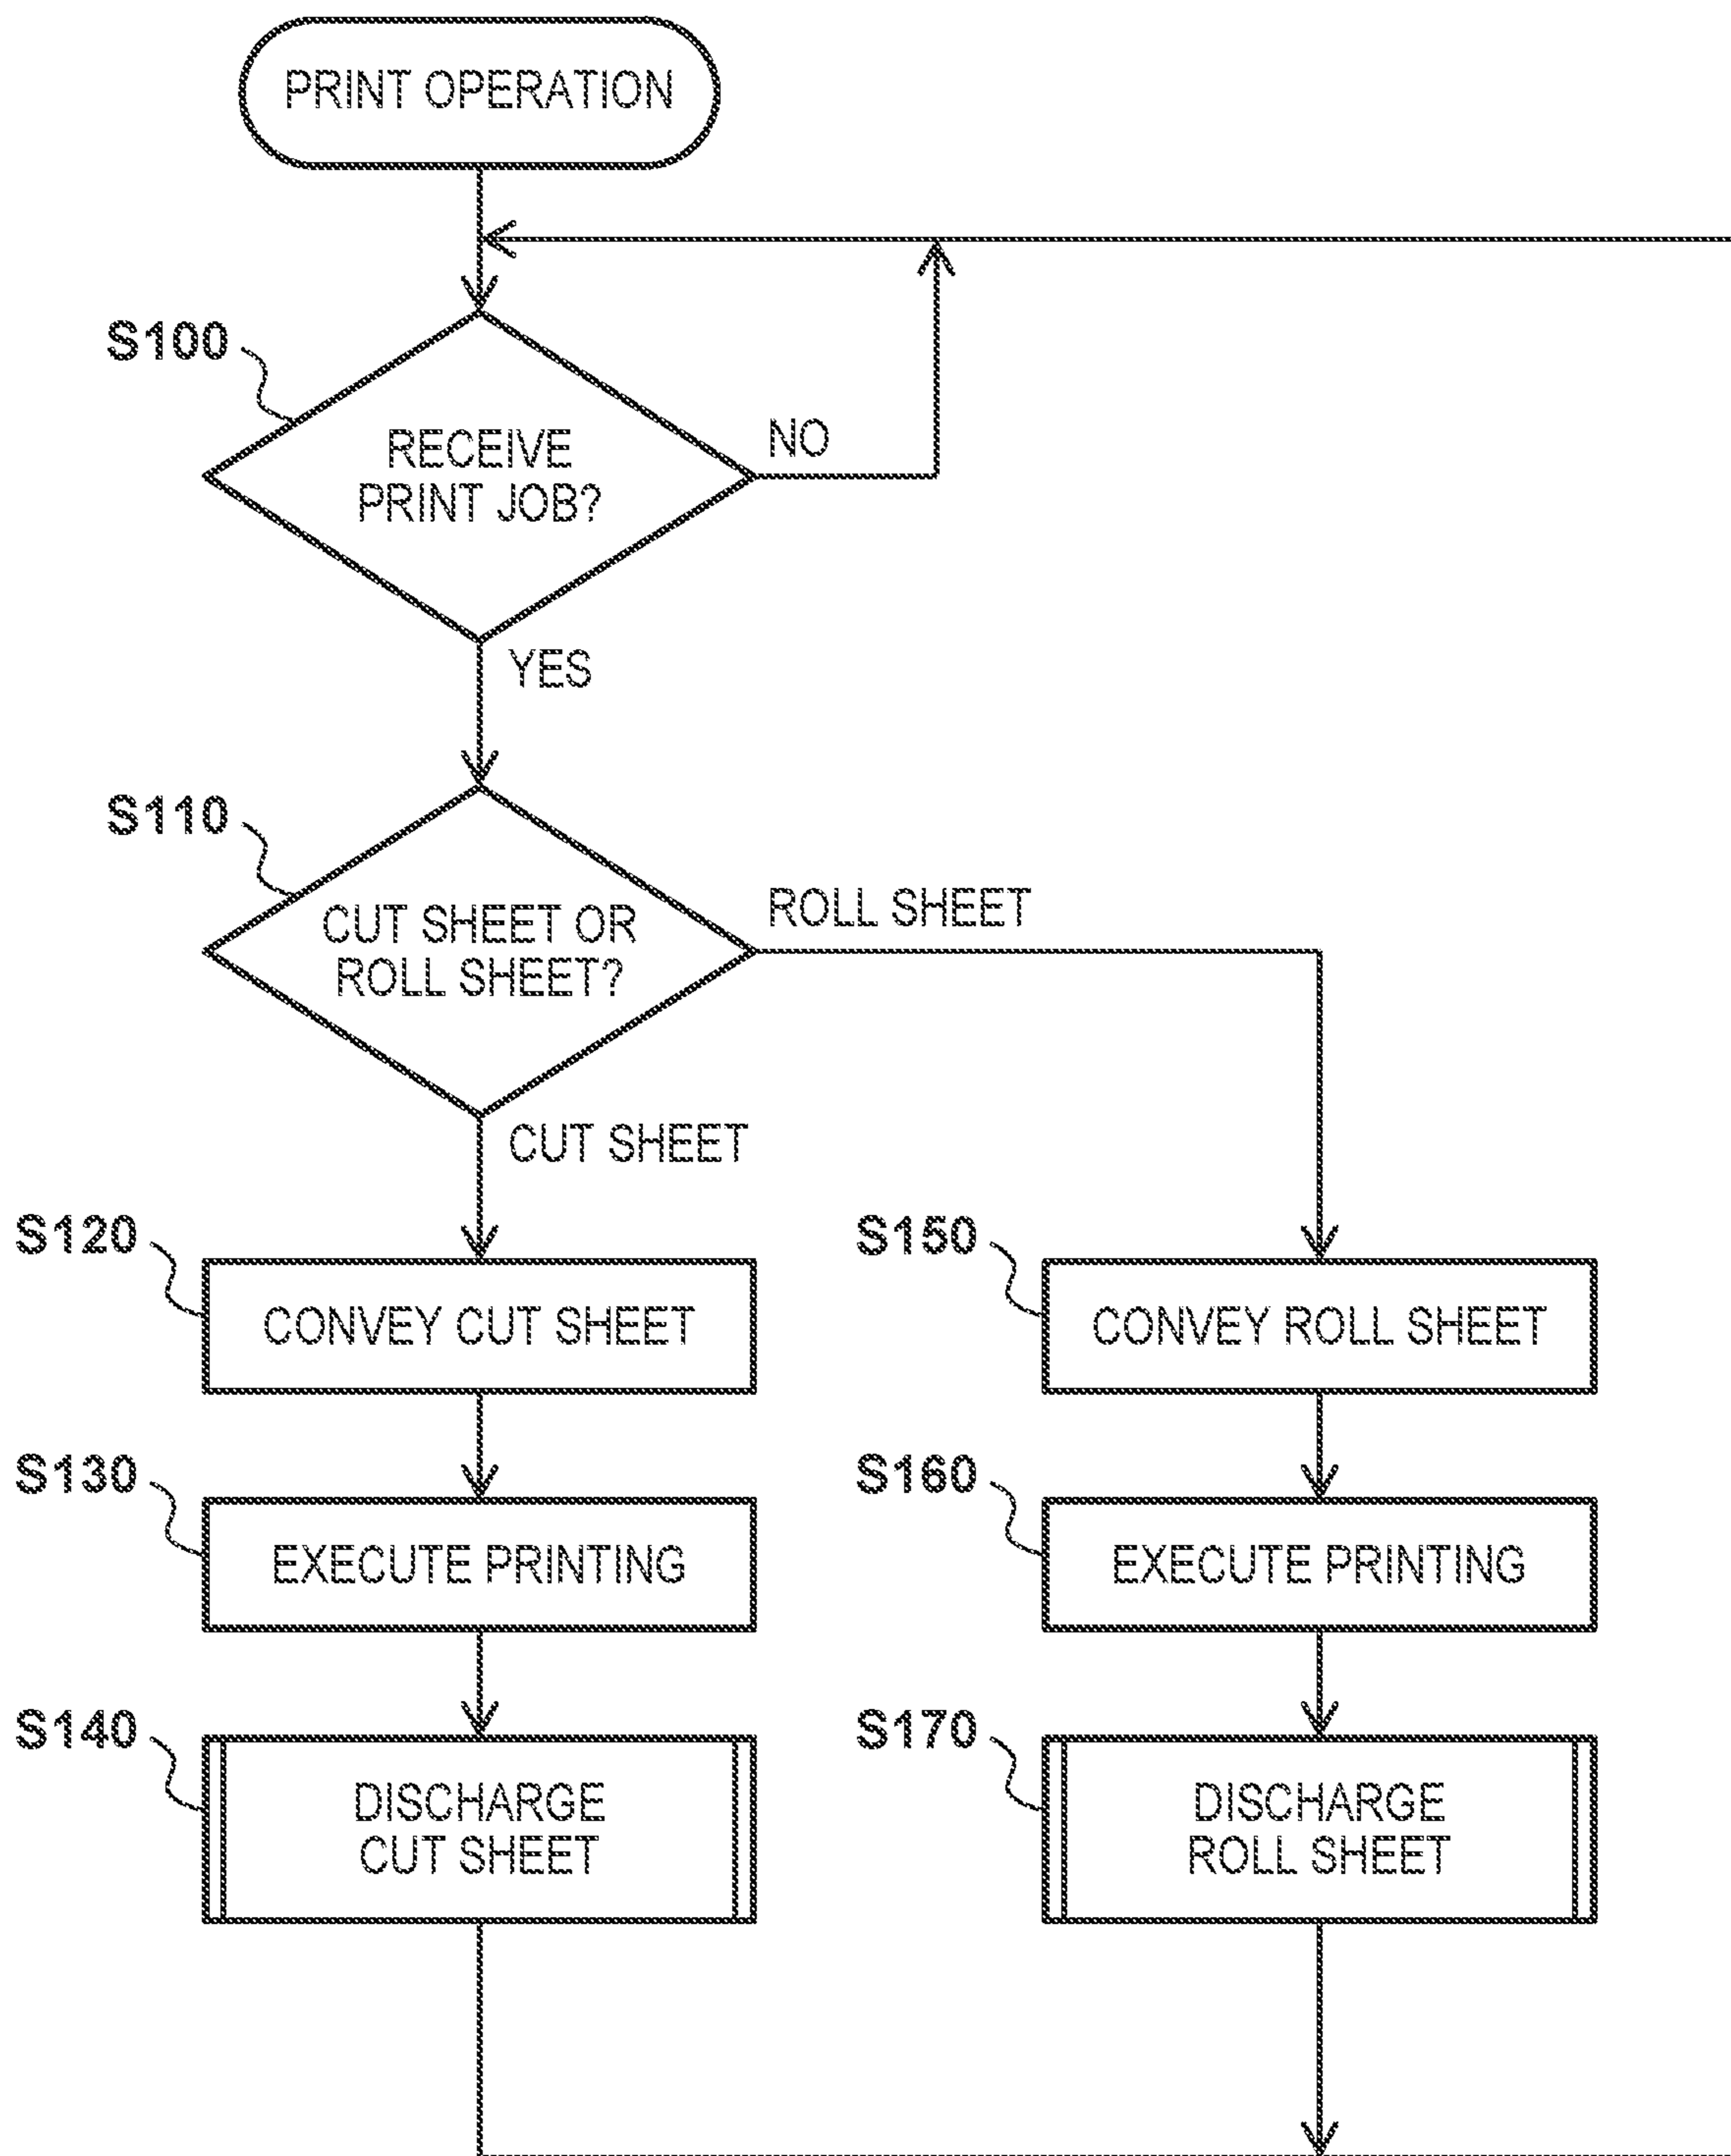 PRINT OPERATION
S100
RECEIVE
PRINT JOB?
NO
YES
S110
CUT SHEET OR
ROLL SHEET?
ROLL SHEET
CUT SHEET
S120
CONVEY CUT SHEET
S150
CONVEY ROLL SHEET
S130
EXECUTE PRINTING
S160
EXECUTE PRINTING
S140
DISCHARGE
CUT SHEET
S170
DISCHARGE
ROLL SHEET